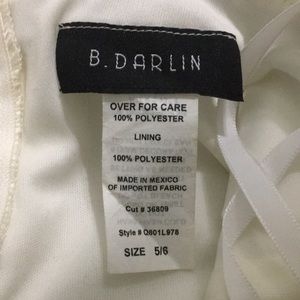 B. DARLIN
OVER FOR CARE
100% POLYESTER
LINING
100% POLYESTER
MADE IN MEXICO
OF IMPORTED FABRIC
Cut # 36809
Style # Q801L978
SIZE 5/6